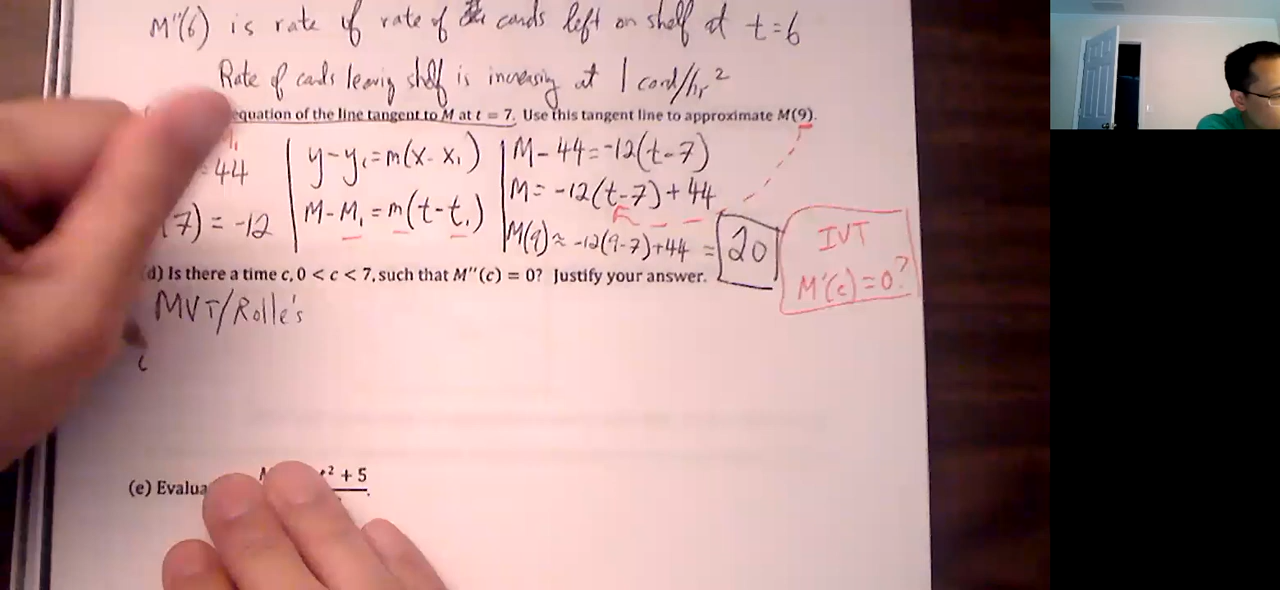 M''(6) is rate of rate of cards left on shelf at t=6
Rate of cards leaving shelf is increasing at 1 card/hr²
equation of the line tangent to M at t = 7. Use this tangent line to approximate M(9).
44
(7) = -12
y-y₁=m(x-x₁)
M-M₁=m(t-t₁)
M-44=-12(t-7)
M=-12(t-7)+44
M(9)≈-12(9-7)+44 = 20
IVT
M'(c)=0?
(d) Is there a time c, 0 < c < 7, such that M''(c) = 0? Justify your answer.
MVT/Rolle's
(e) ² + 5